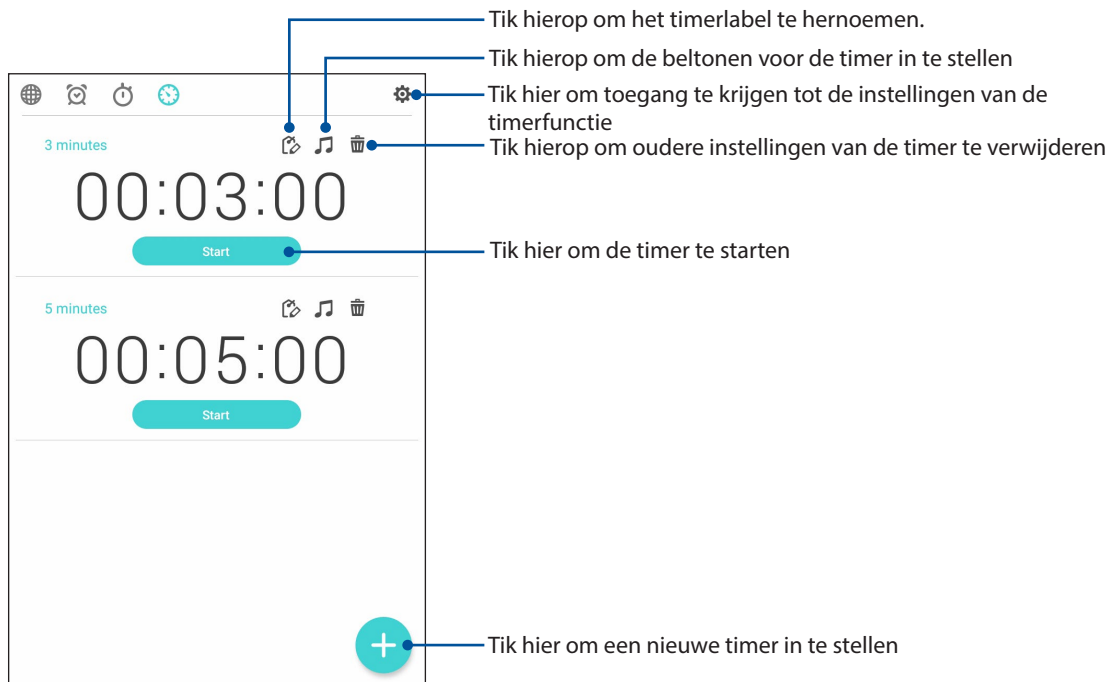 Tik hierop om het timerlabel te hernoemen.
Tik hierop om de beltonen voor de timer in te stellen
Tik hier om toegang te krijgen tot de instellingen van de
timerfunctie
Tik hierop om oudere instellingen van de timer te verwijderen
3 minutes
00:03:00
Start
Tik hier om de timer te starten
5 minutes
00:05:00
Start
Tik hier om een nieuwe timer in te stellen